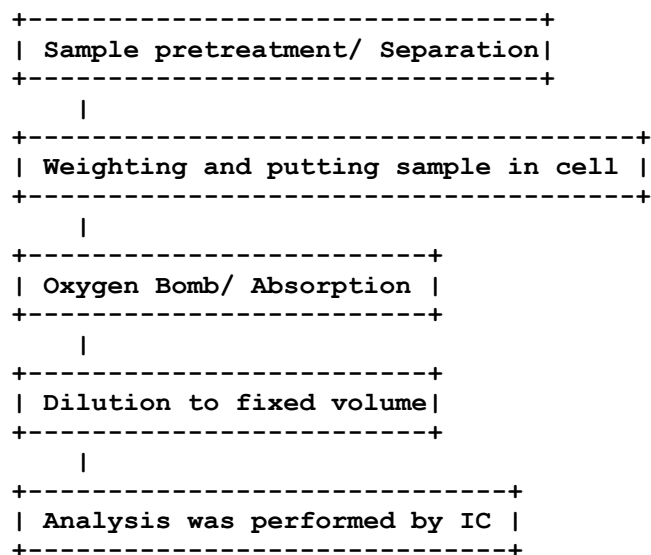 Sample pretreatment/ Separation
Weighting and putting sample in cell
Oxygen Bomb/ Absorption
Dilution to fixed volume
Analysis was performed by IC